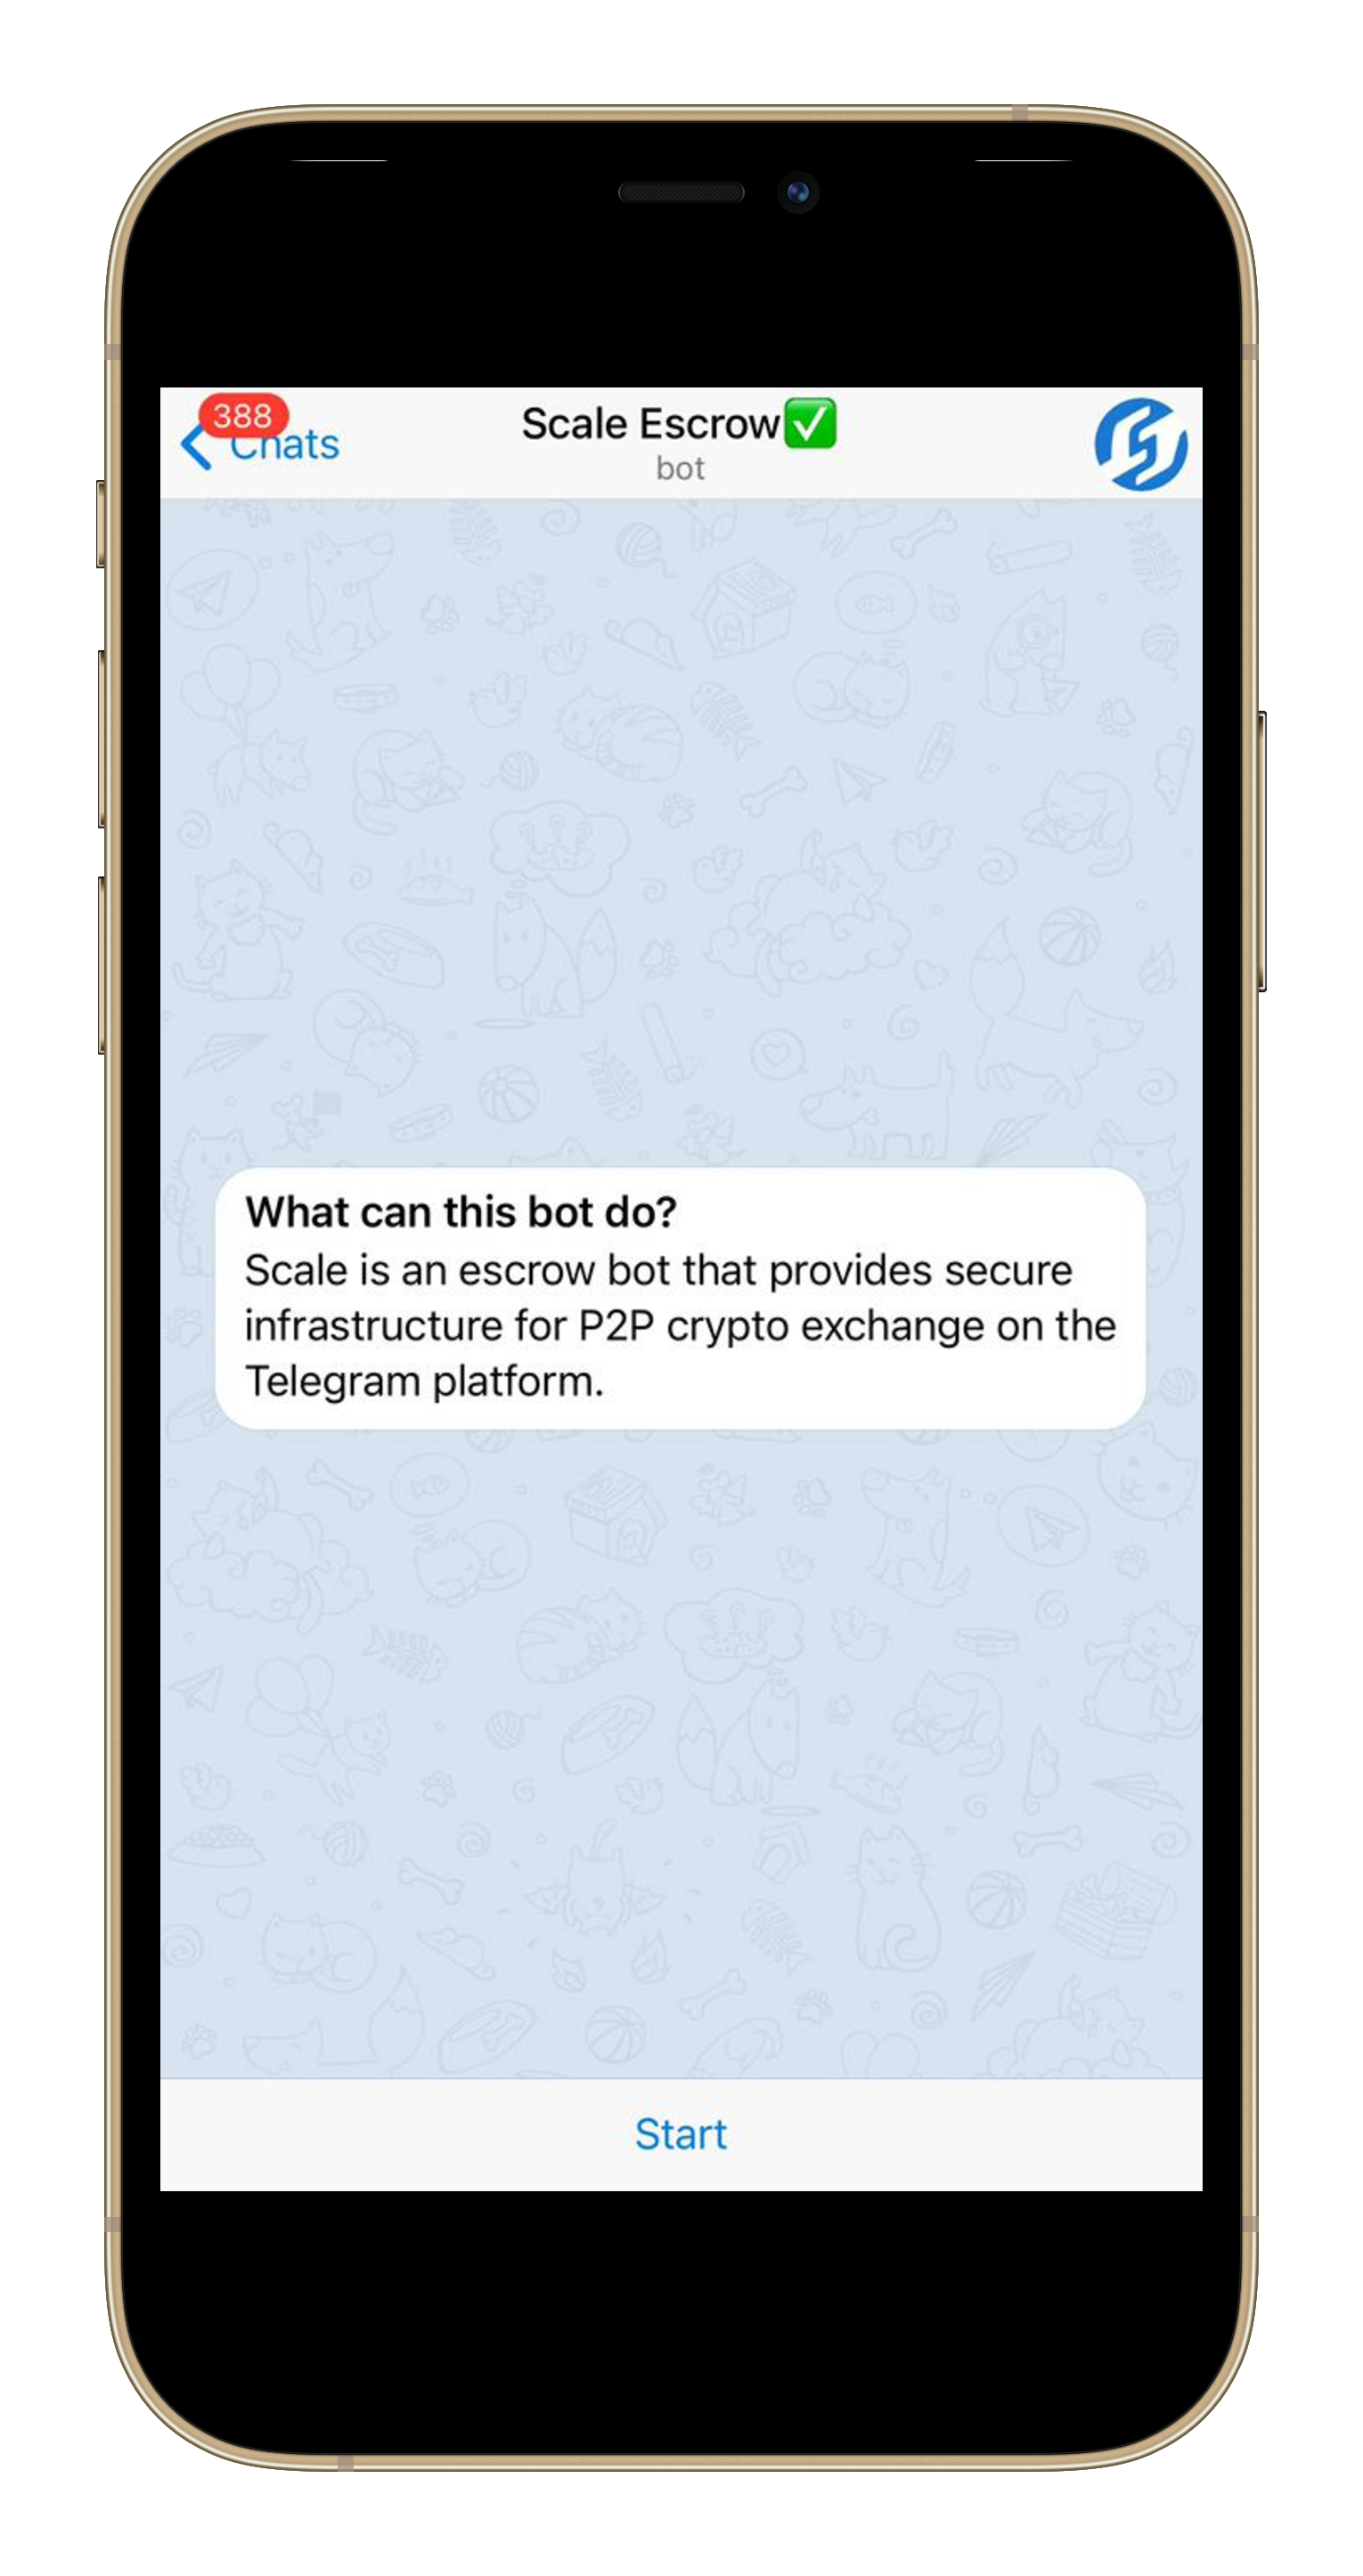 388
Chats
Scale Escrow✅
bot
What can this bot do?
Scale is an escrow bot that provides secure
infrastructure for P2P crypto exchange on the
Telegram platform.
Start